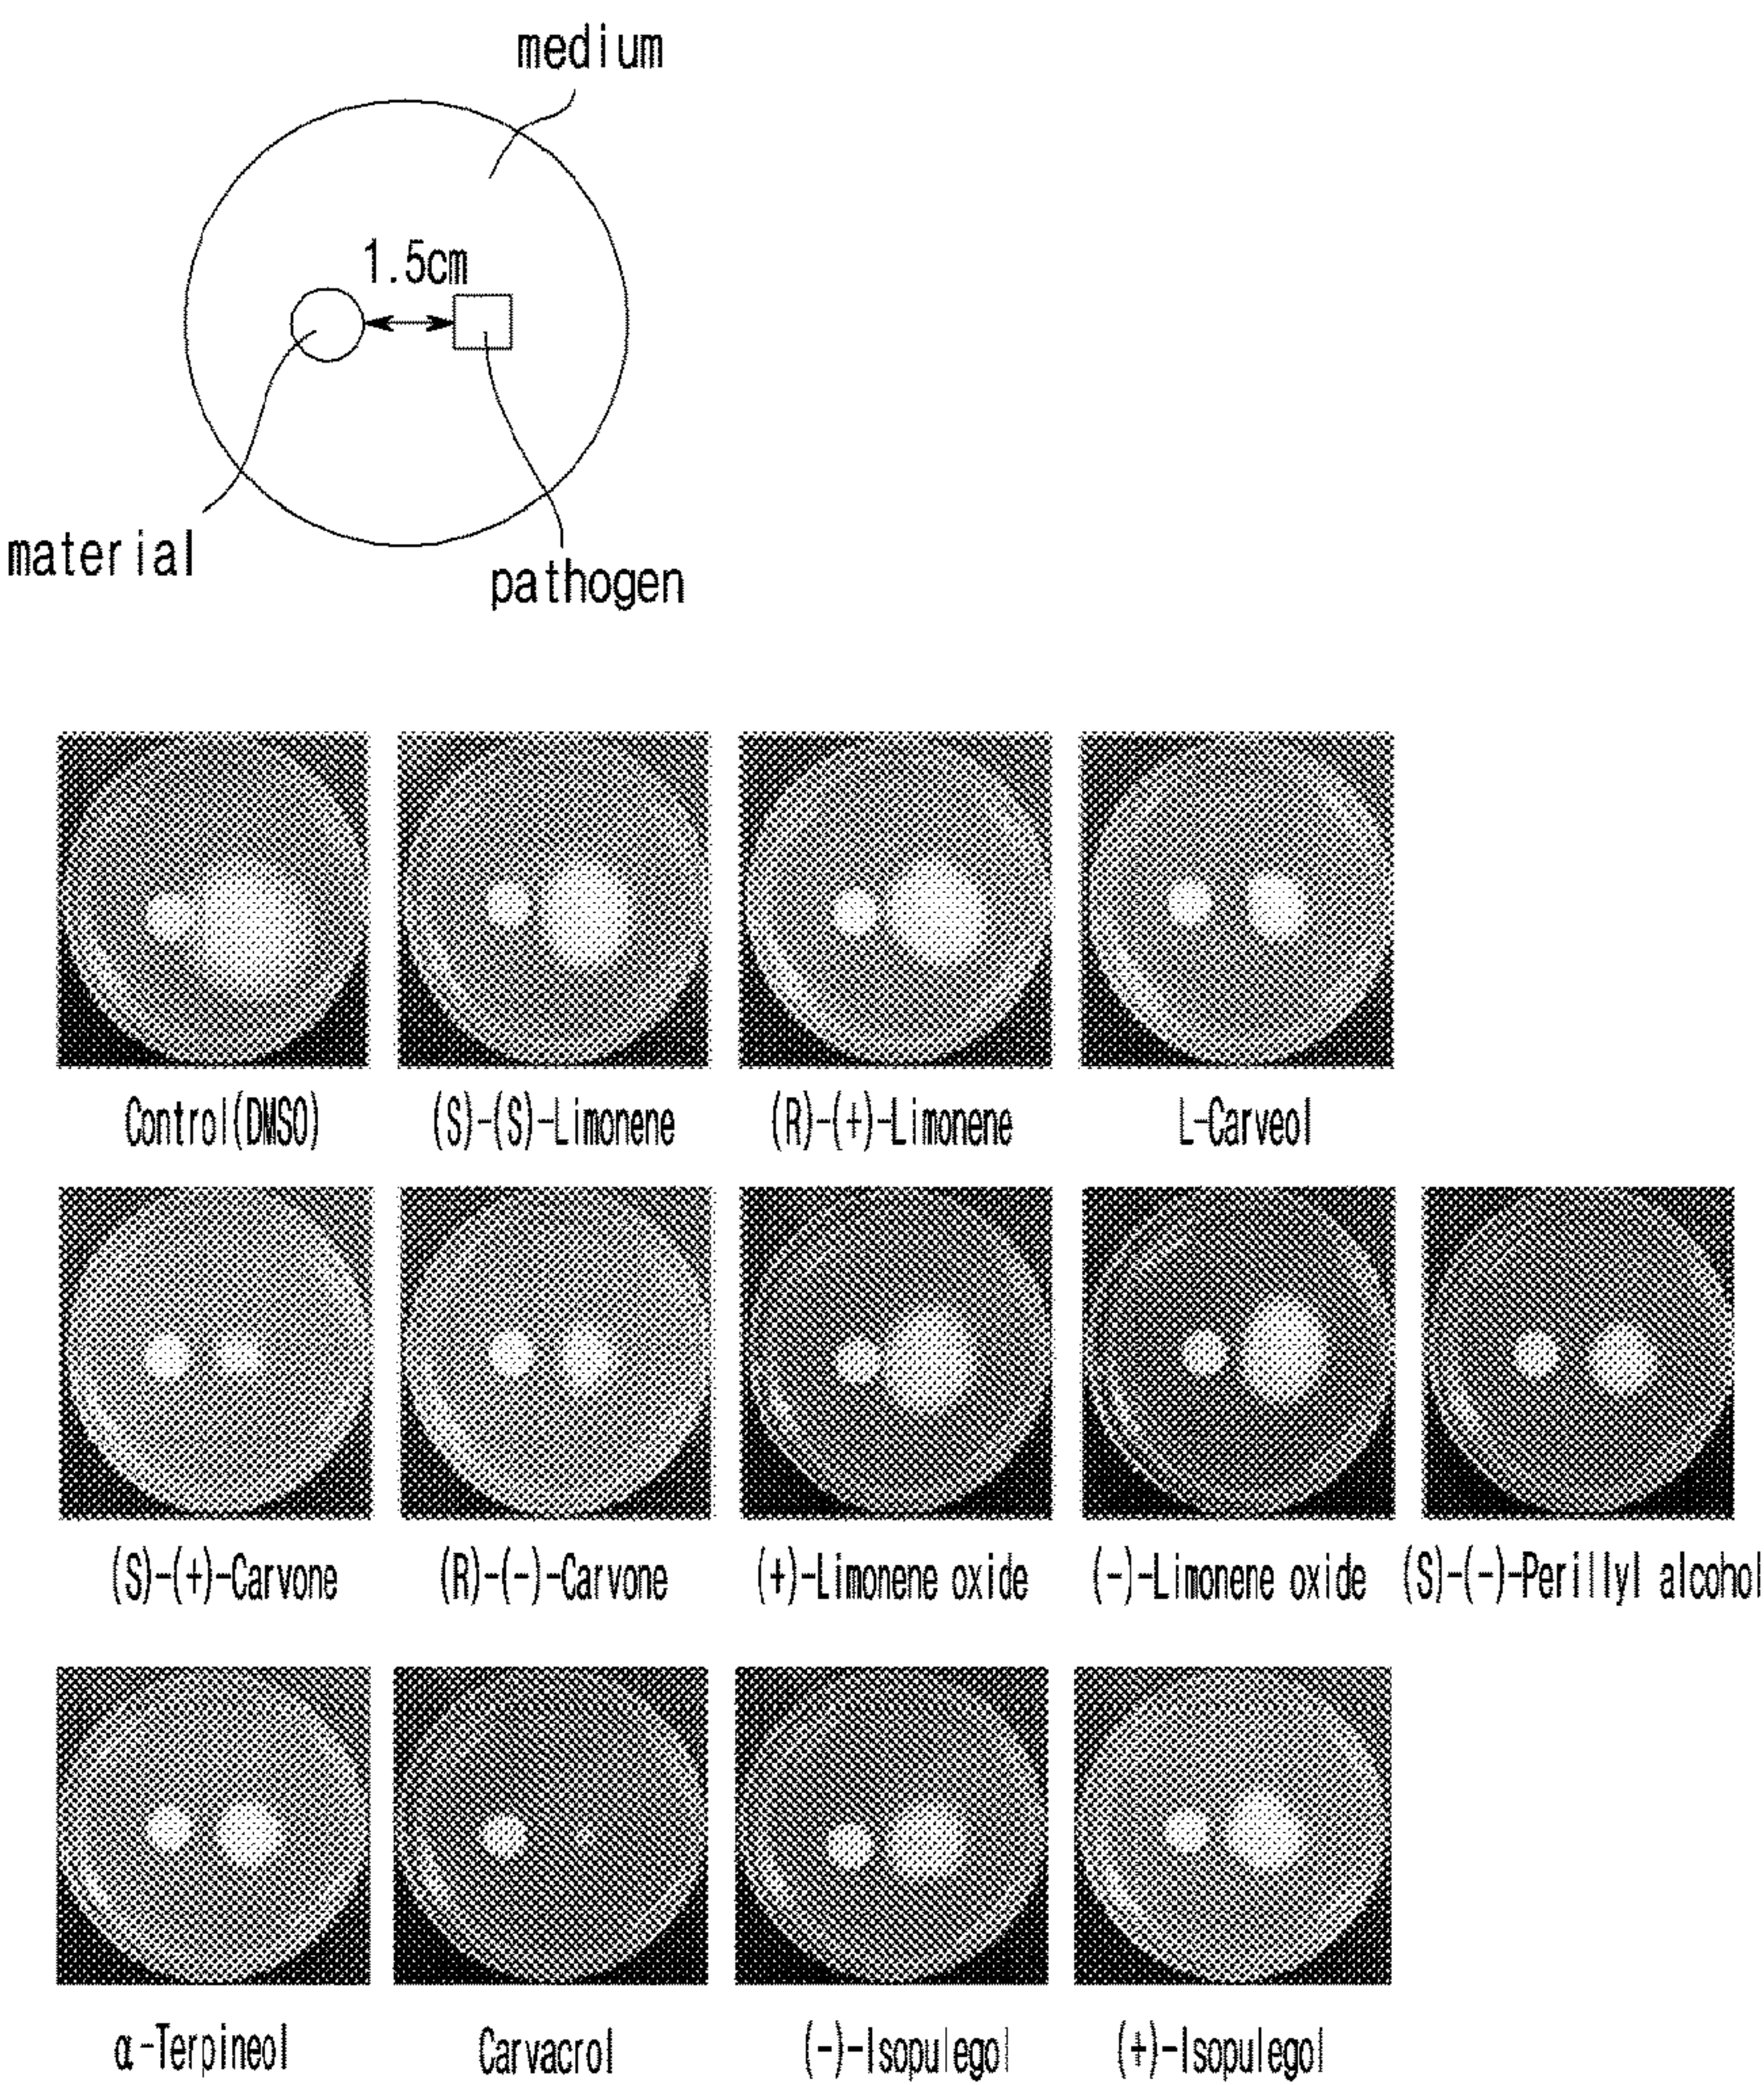 medium
1.5cm
material
pathogen
Control(DMSO) (S)-(S)-Limonene (R)-(+)-Limonene L-Carveol
(S)-(+)-Carvone (R)-(-)-Carvone (+)-Limonene oxide (-)-Limonene oxide (S)-(-)-Perillyl alcohol
α-Terpineol Carvacrol (-)-Isopulegol (+)-Isopulegol